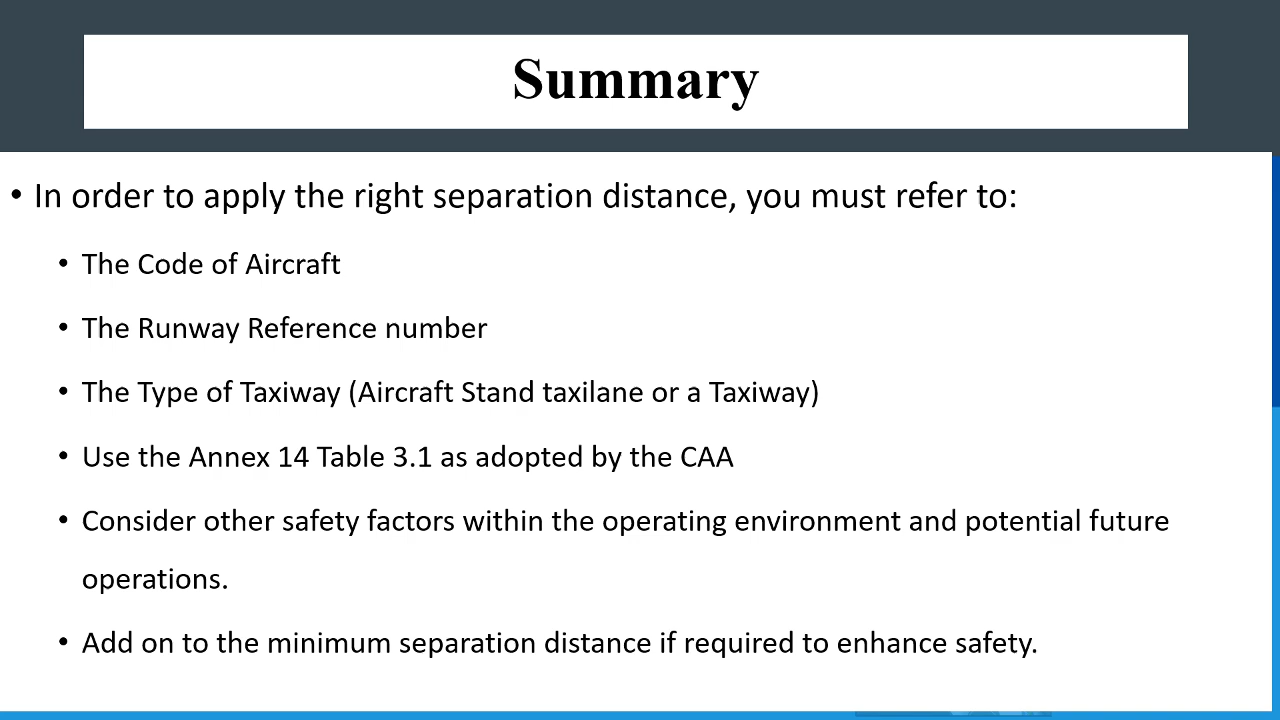 Summary
• In order to apply the right separation distance, you must refer to:
• The Code of Aircraft
• The Runway Reference number
• The Type of Taxiway (Aircraft Stand taxilane or a Taxiway)
• Use the Annex 14 Table 3.1 as adopted by the CAA
• Consider other safety factors within the operating environment and potential future
operations.
• Add on to the minimum separation distance if required to enhance safety.